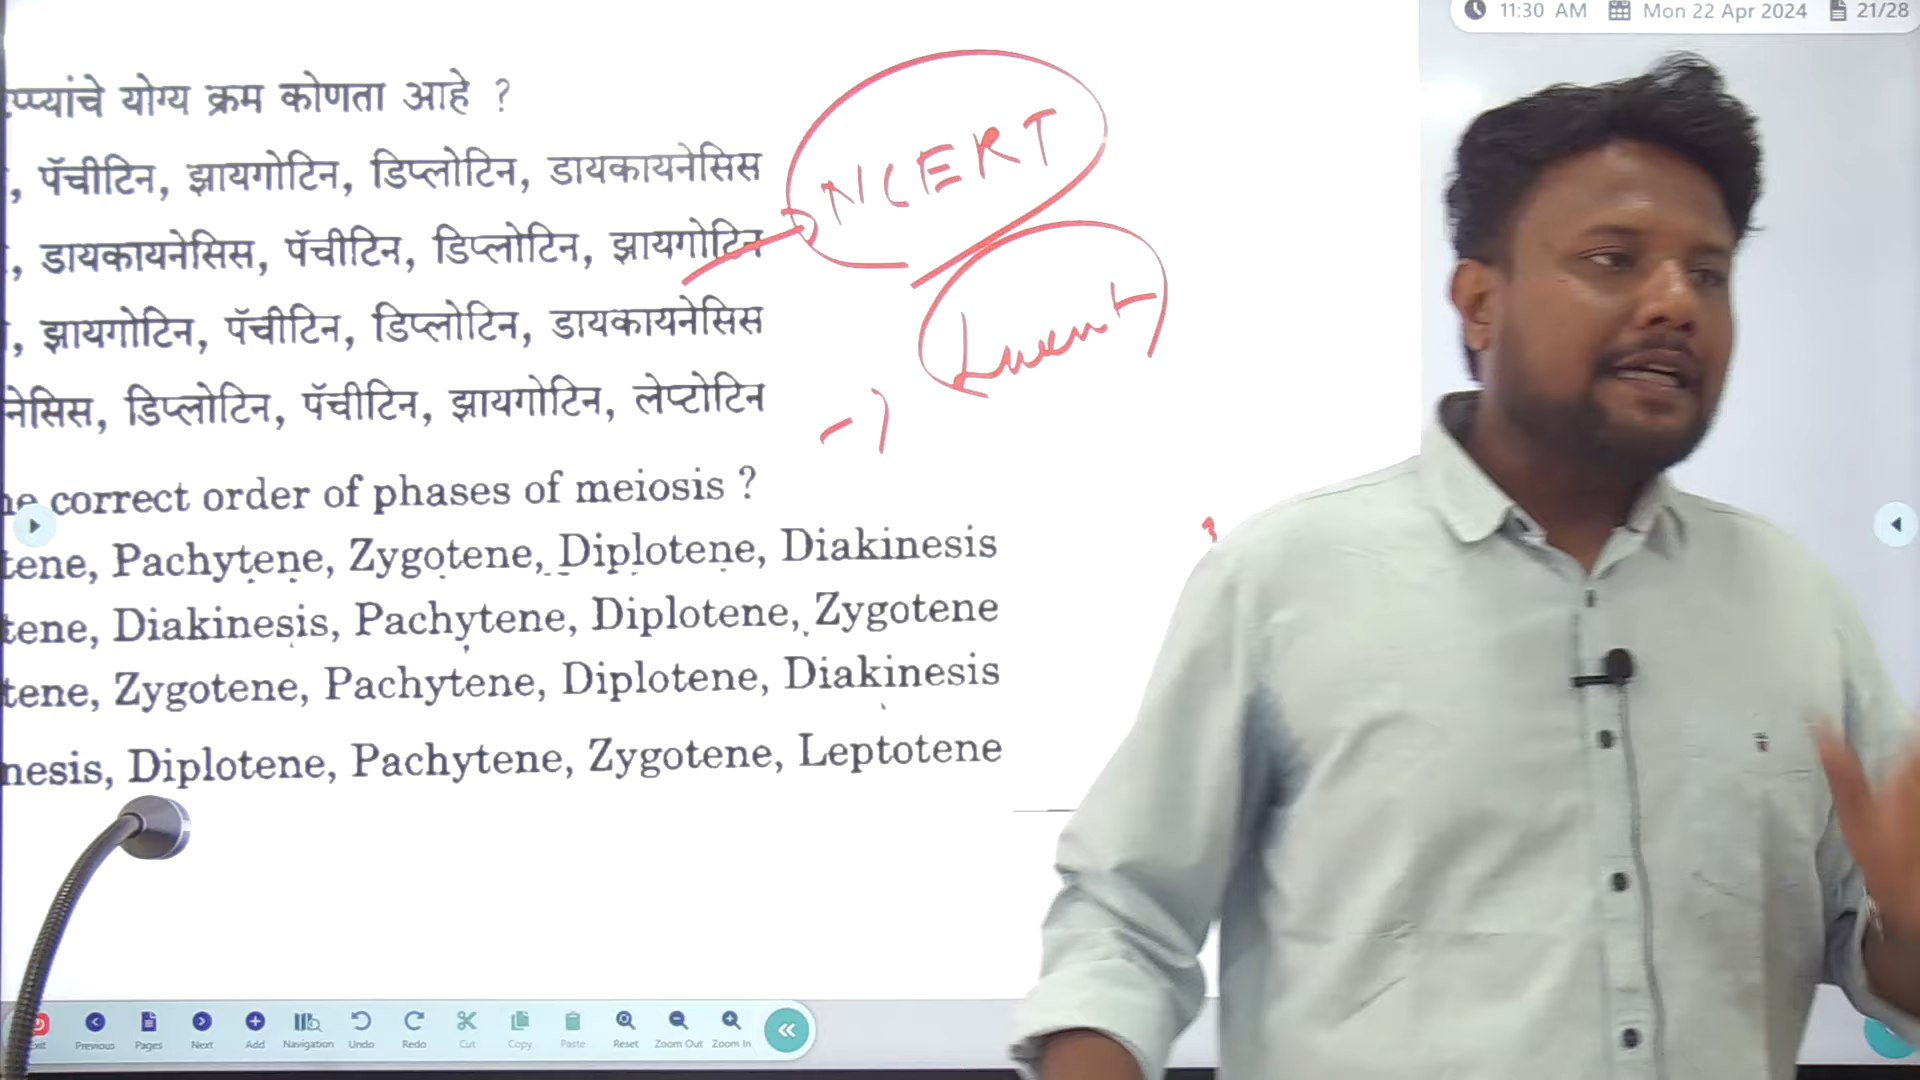 11:30 AM Mon 22 Apr 2024 21/28
प्प्यांचे योग्य क्रम कोणता आहे ?
, पॅचीटिन, झायगोटिन, डिप्लोटिन, डायकायनेसिस
, डायकायनेसिस, पॅचीटिन, डिप्लोटिन, झायगोटिन
, झायगोटिन, पॅचीटिन, डिप्लोटिन, डायकायनेसिस
नेसिस, डिप्लोटिन, पॅचीटिन, झायगोटिन, लेप्टोटिन
NCERT
Lucent
correct order of phases of meiosis ?
tene, Pachytene, Zygotene, Diplotene, Diakinesis
tene, Diakinesis, Pachytene, Diplotene, Zygotene
tene, Zygotene, Pachytene, Diplotene, Diakinesis
nesis, Diplotene, Pachytene, Zygotene, Leptotene
Previous Pages Next Add Navigation Undo Redo Cut Copy Paste Reset Zoom Out Zoom In